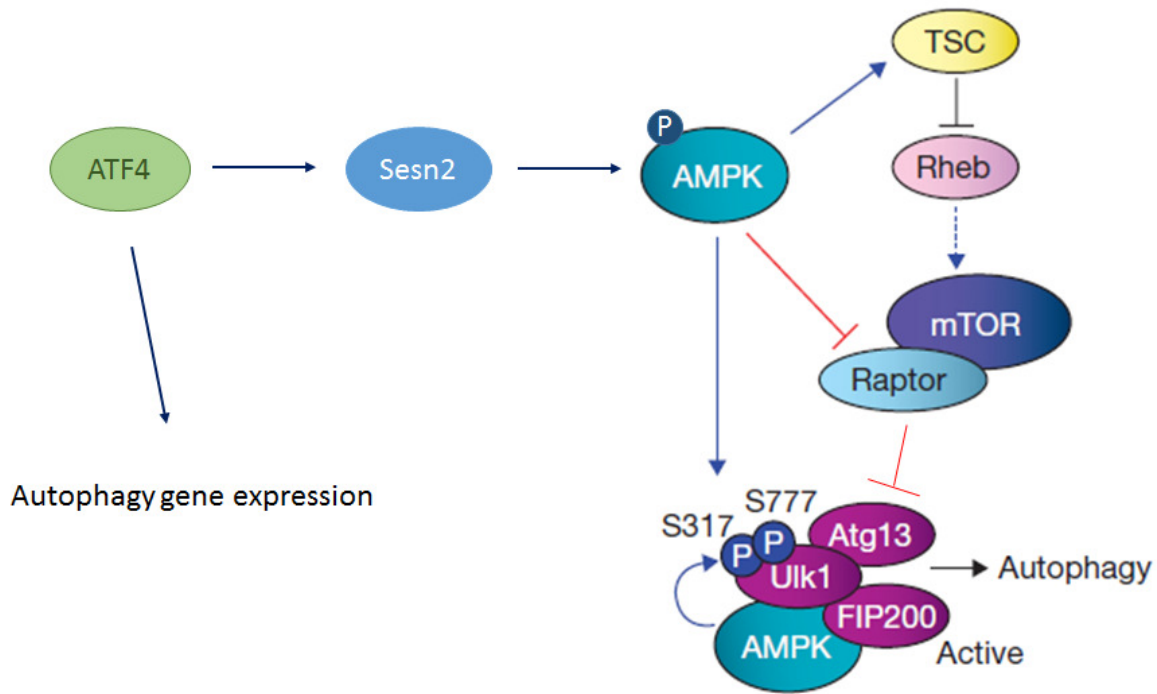 TSC
P
ATF4
Sesn2
AMPK
Rheb
mTOR
Raptor
Autophagy gene expression
S777
S317
P
P
Atg13
Ulk1
Autophagy
FIP200
AMPK
Active